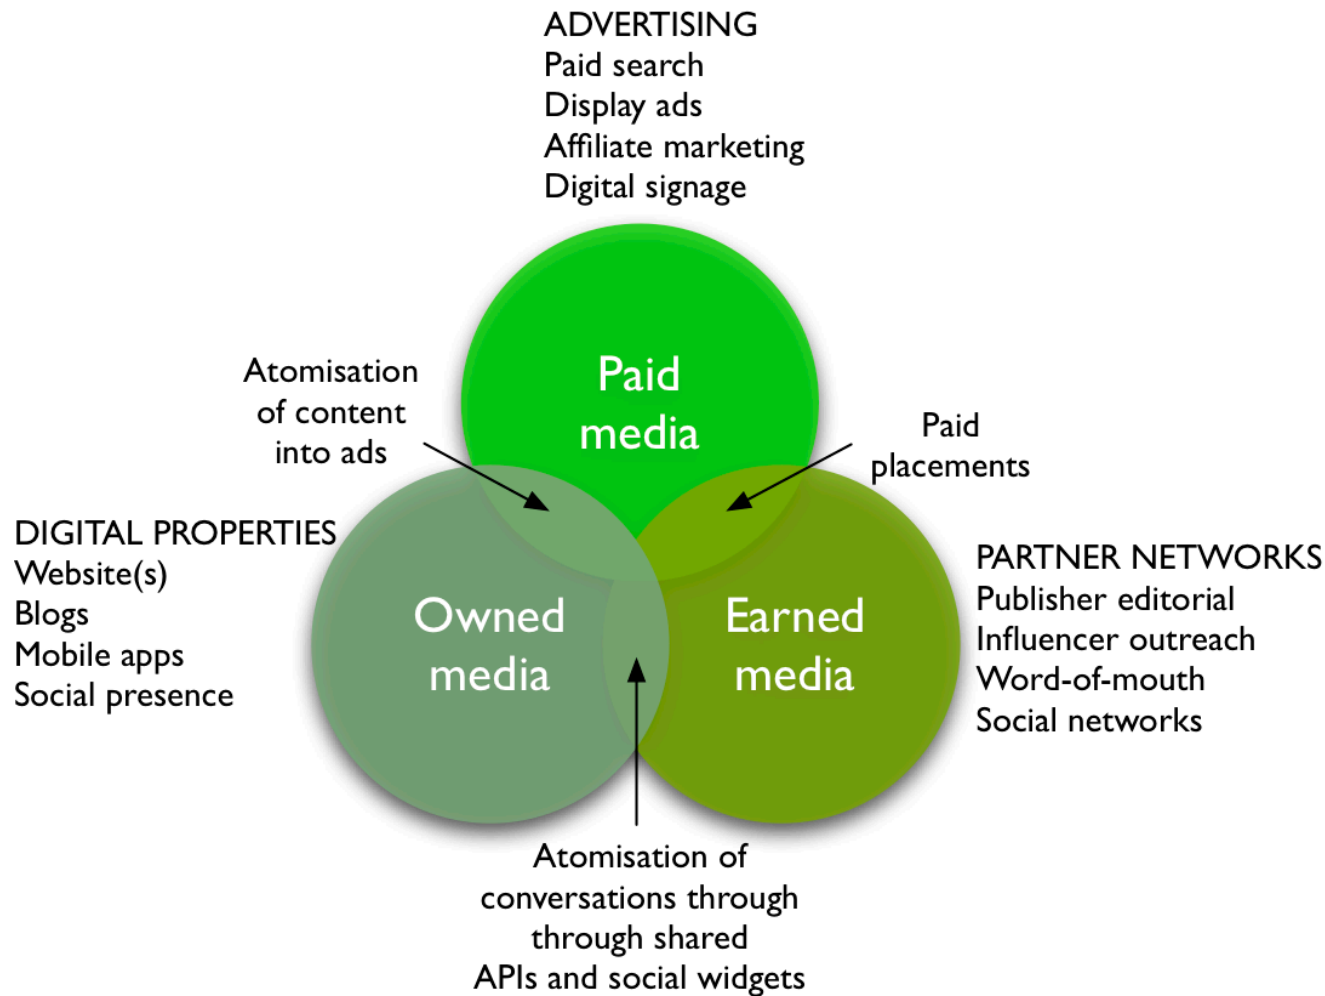 ADVERTISING
Paid search
Display ads
Affiliate marketing
Digital signage
Paid
media
Atomisation
of content
into ads
Paid
placements
DIGITAL PROPERTIES
Website(s)
Blogs
Mobile apps
Social presence
Owned
media
Earned
media
PARTNER NETWORKS
Publisher editorial
Influencer outreach
Word-of-mouth
Social networks
Atomisation of
conversations through
through shared
APIs and social widgets